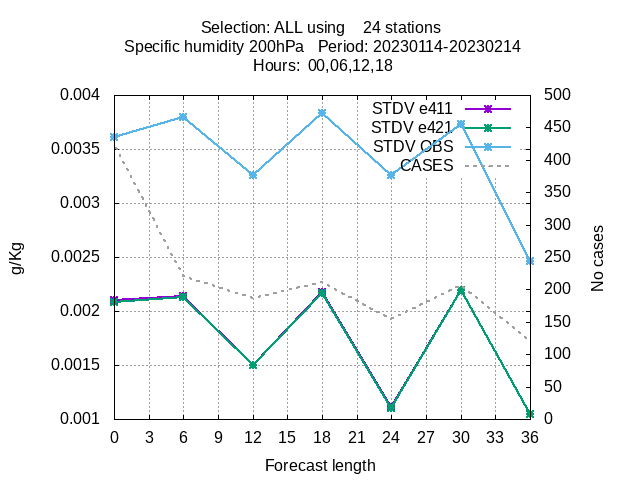 Selection: ALL using    24 stations
Specific humidity 200hPa   Period: 20230114-20230214
Hours:  00,06,12,18
0.004
0.0035
0.003
0.0025
0.002
0.0015
0.001
500
450
400
350
300
250
200
150
100
50
0
STDV e411
STDV e421
STDV OBS
CASES
g/Kg
No cases
0 3 6 9 12 15 18 21 24 27 30 33 36
Forecast length